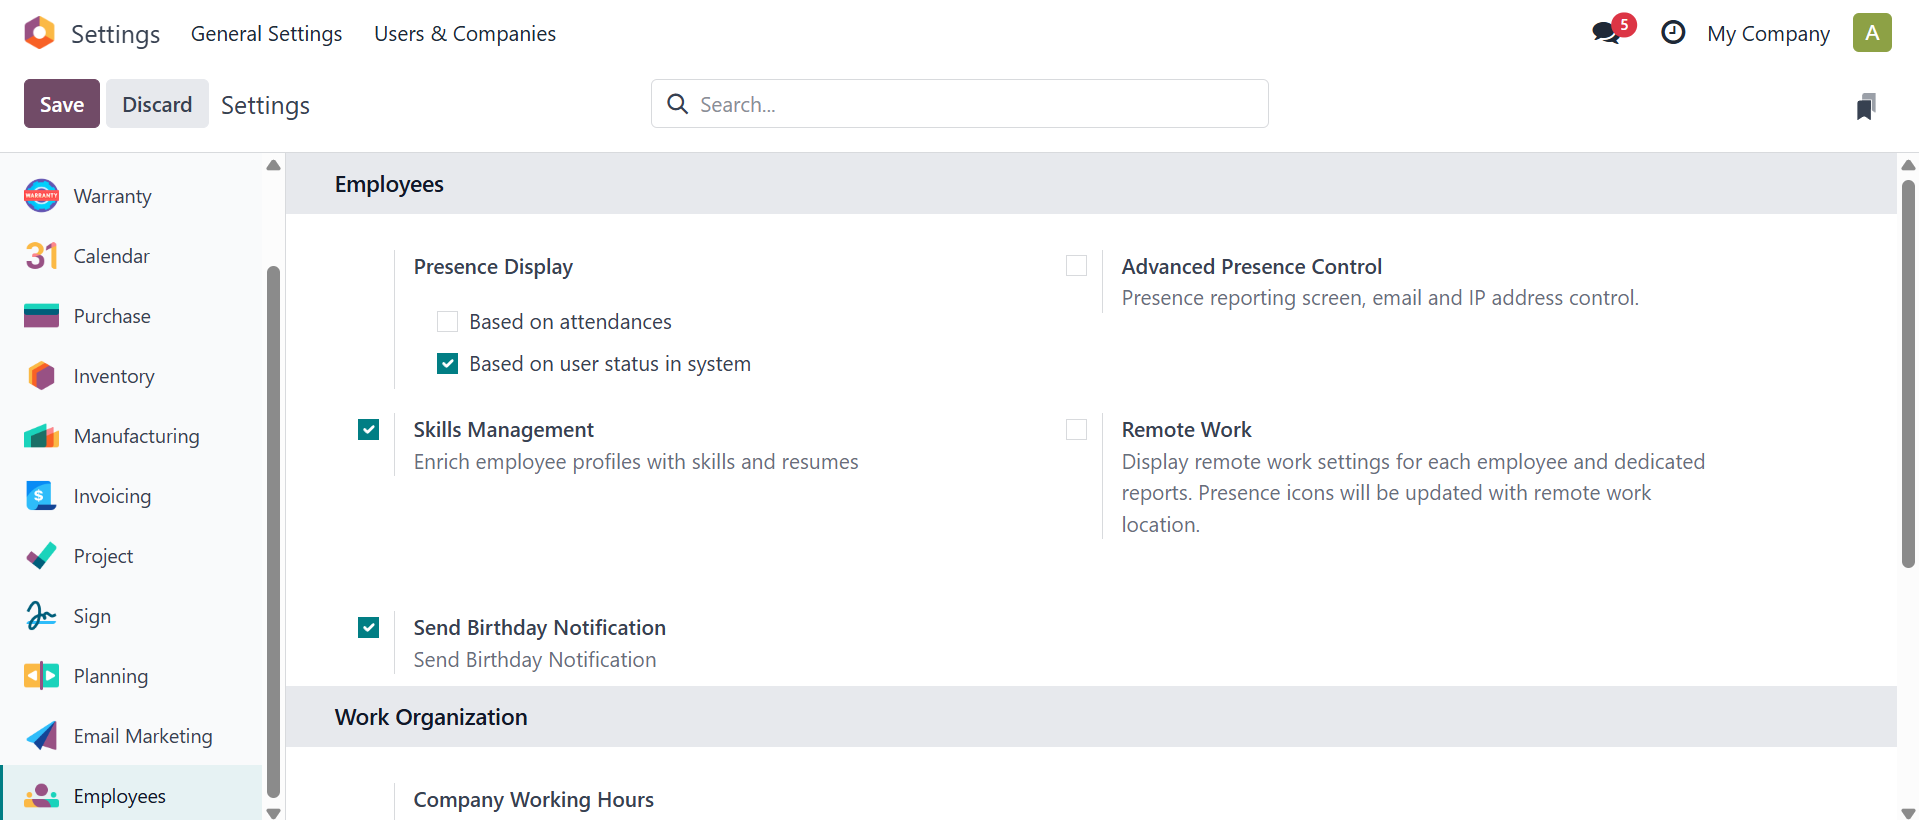 Settings
General Settings
Users & Companies
5
My Company
A
Save
Discard
Settings
Search...
WARRANTY
Warranty
31
Calendar
Purchase
Inventory
Manufacturing
$
Invoicing
Project
Sign
Planning
Email Marketing
Employees
Employees
Presence Display
Based on attendances
Based on user status in system
Advanced Presence Control
Presence reporting screen, email and IP address control.
Skills Management
Enrich employee profiles with skills and resumes
Remote Work
Display remote work settings for each employee and dedicated
reports. Presence icons will be updated with remote work
location.
Send Birthday Notification
Send Birthday Notification
Work Organization
Company Working Hours